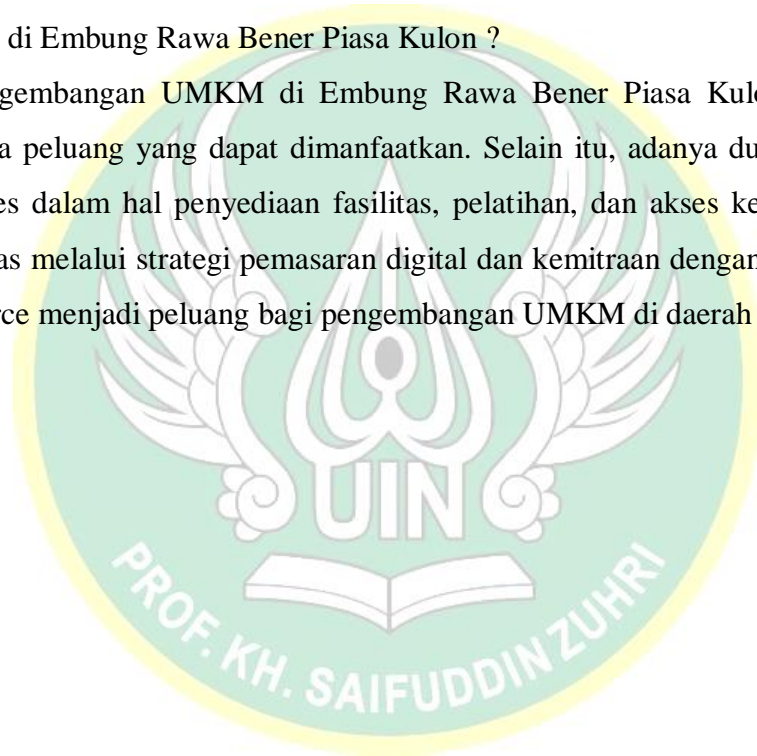 di Embung Rawa Bener Piasa Kulon ?
gembangan UMKM di Embung Rawa Bener Piasa Kulo
a peluang yang dapat dimanfaatkan. Selain itu, adanya du
es dalam hal penyediaan fasilitas, pelatihan, dan akses ke
as melalui strategi pemasaran digital dan kemitraan dengan
rce menjadi peluang bagi pengembangan UMKM di daerah
UIN
PROF. KH. SAIFUDDIN ZUHRI